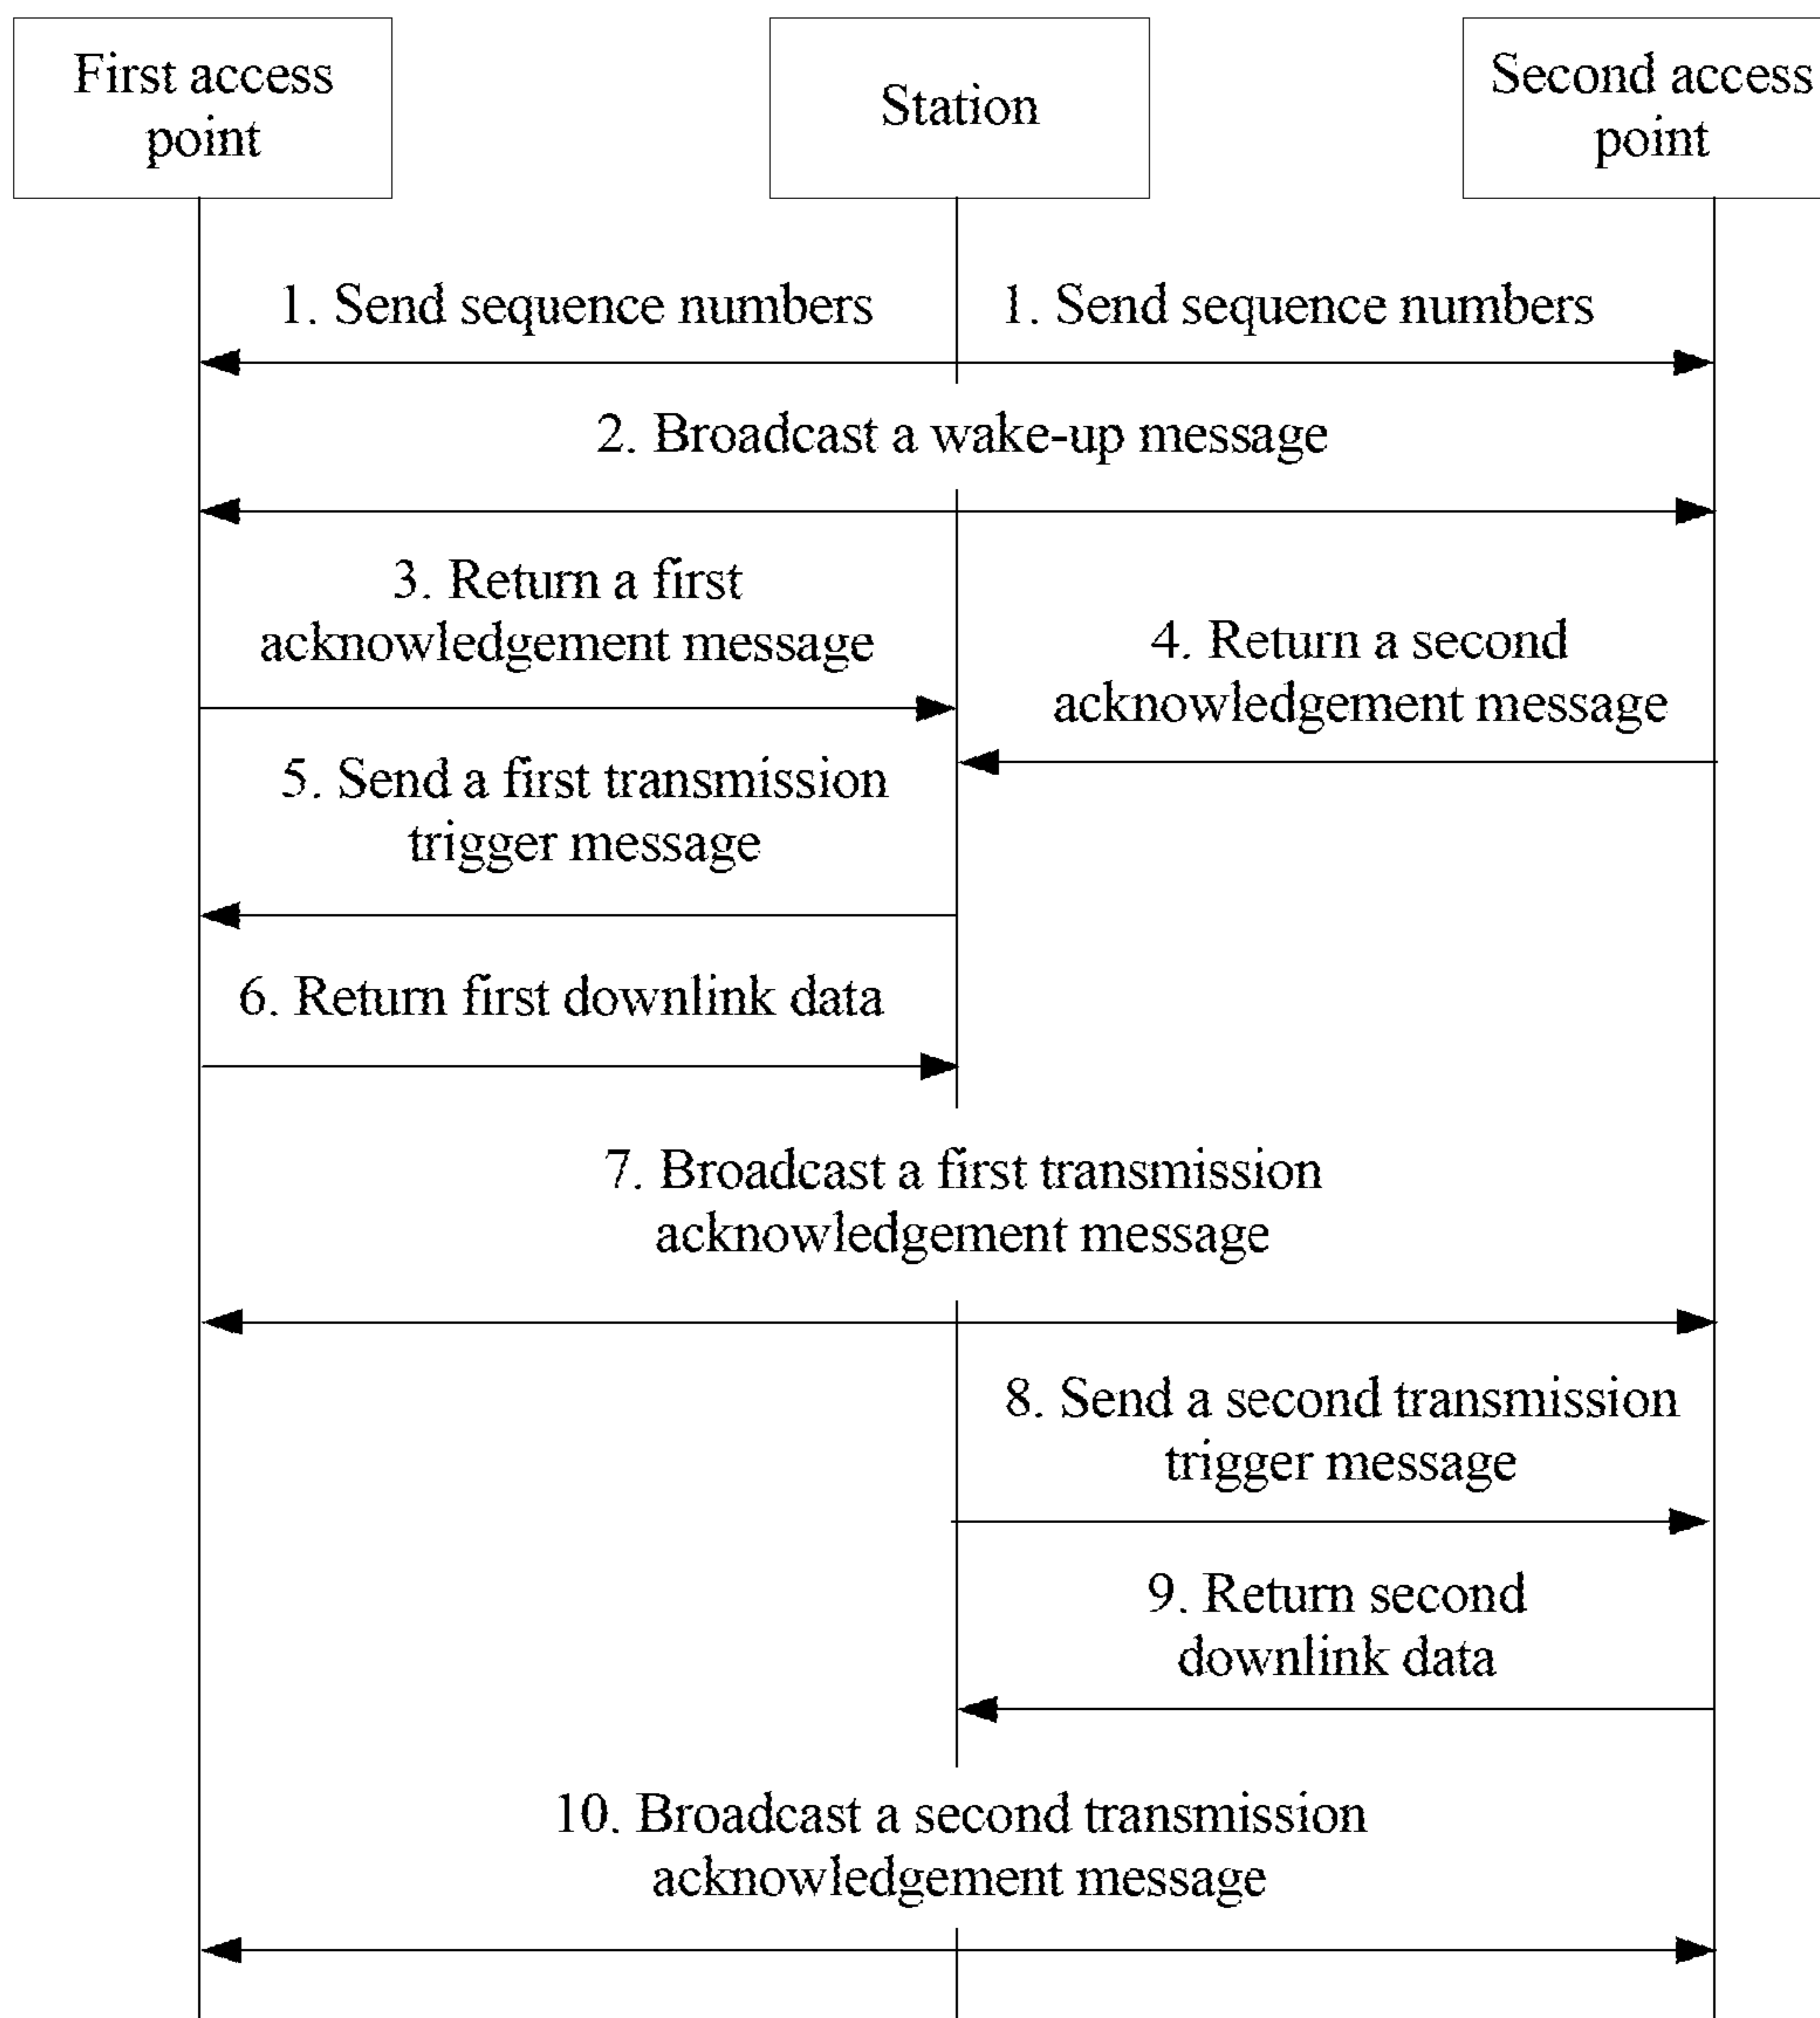 First access
point
Station
Second access
point
1. Send sequence numbers
1. Send sequence numbers
2. Broadcast a wake-up message
3. Return a first
acknowledgement message
4. Return a second
acknowledgement message
5. Send a first transmission
trigger message
6. Return first downlink data
7. Broadcast a first transmission
acknowledgement message
8. Send a second transmission
trigger message
9. Return second
downlink data
10. Broadcast a second transmission
acknowledgement message